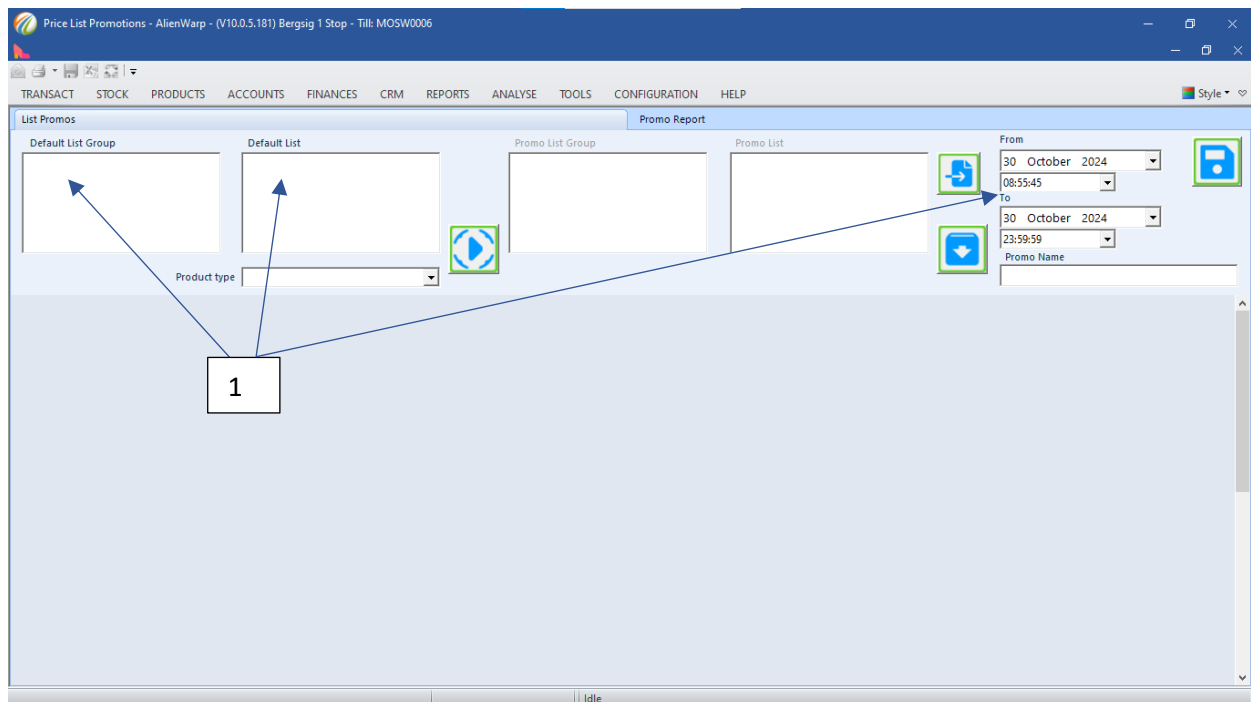 Price List Promotions - AlienWarp - (V10.0.5.181) Bergsig 1 Stop - Till: MOSW0006
TRANSACT STOCK PRODUCTS ACCOUNTS FINANCES CRM REPORTS ANALYSE TOOLS CONFIGURATION HELP Style
List Promos Promo Report
Default List Group Default List Promo List Group Promo List From
30 October 2024
08:55:45
To
30 October 2024
23:59:59
Promo Name
Product type
1
Idle